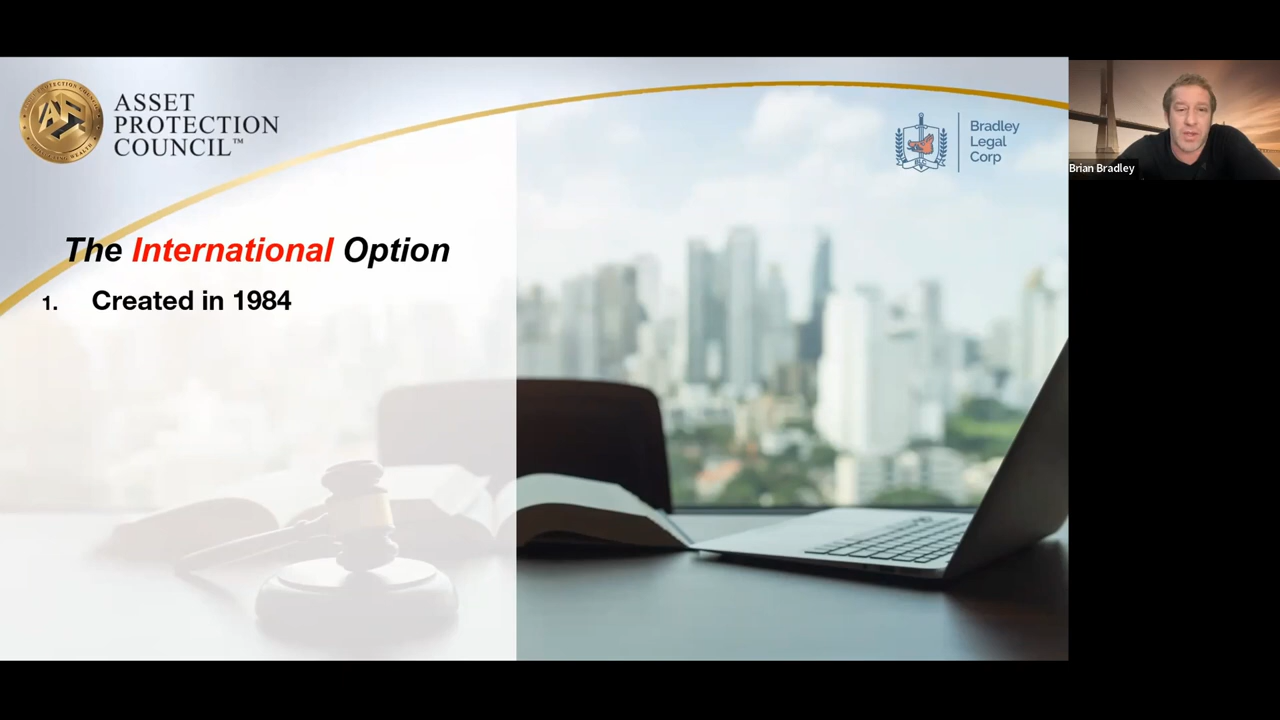 ASSET
PROTECTION
COUNCIL™
Bradley
Legal
Corp
Brian Bradley
The International Option
1. Created in 1984